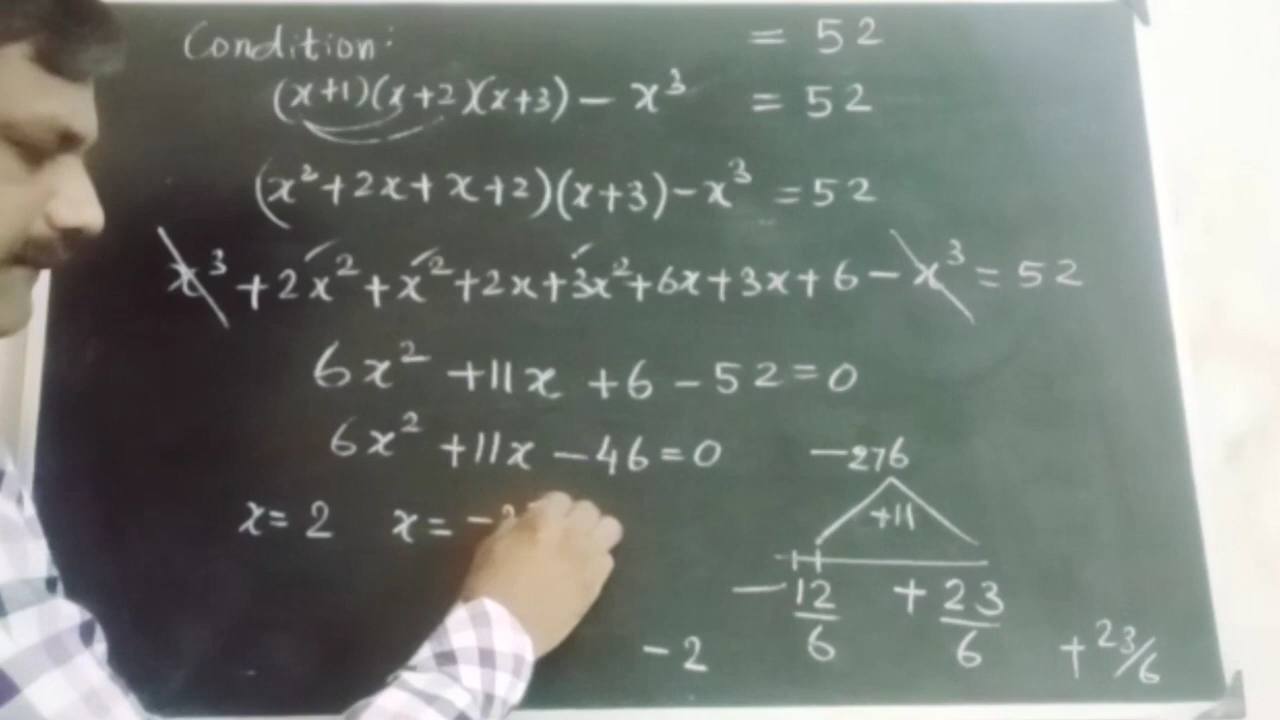 Condition: = 52
(x+1)(x+2)(x+3) - x³ = 52
(x²+2x+x+2)(x+3)-x³ = 52
x³ + 2x² + x² + 2x + 3x² + 6x + 3x + 6 - x³ = 52
6x² + 11x + 6 - 52 = 0
6x² + 11x - 46 = 0
-276
+11
x = 2 x = -
-12/6 +23/6
-2 +23/6